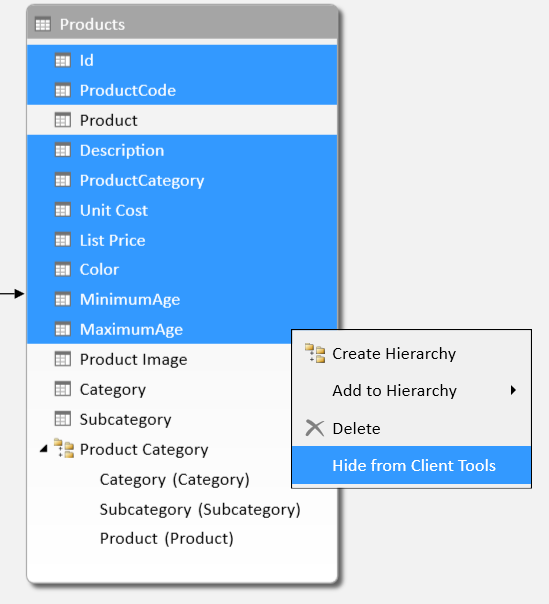 Products
Id
ProductCode
Product
Description
ProductCategory
Unit Cost
List Price
Color
MinimumAge
MaximumAge
Product Image
Category
Subcategory
Product Category
Category (Category)
Subcategory (Subcategory)
Product (Product)
Create Hierarchy
Add to Hierarchy
Delete
Hide from Client Tools